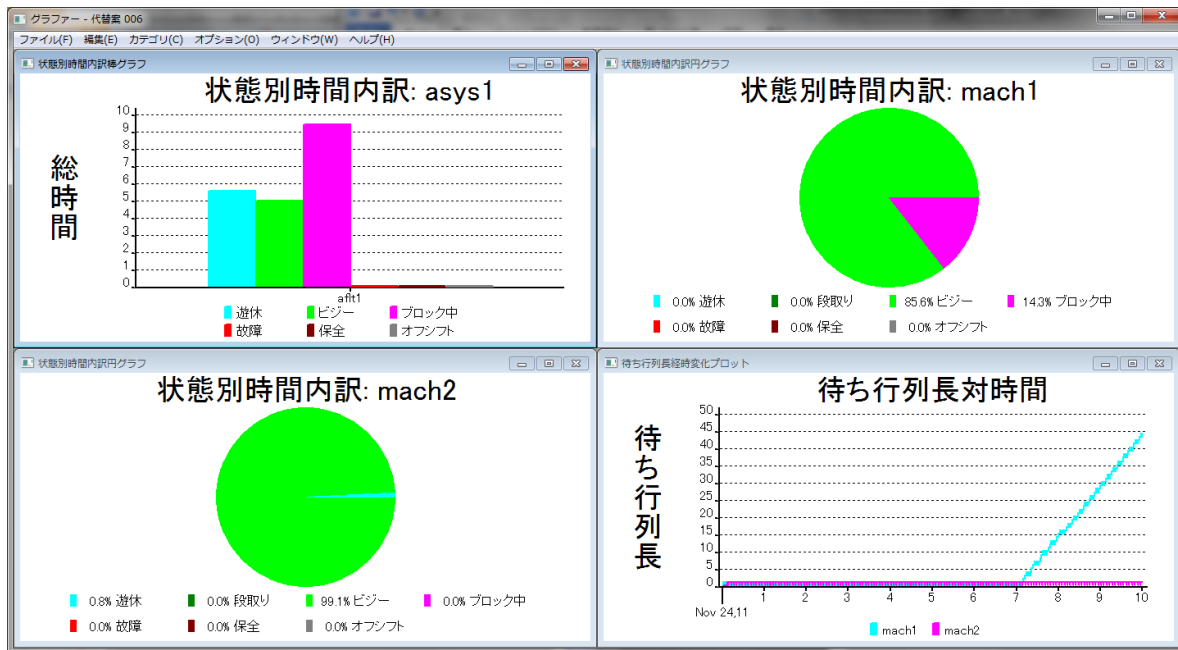 グラファー - 代替案 006
ファイル(F) 編集(E) カテゴリ(C) オプション(O) ウィンドウ(W) ヘルプ(H)
状態別時間内訳棒グラフ
状態別時間内訳: asys1
総時間
10
9
8
7
6
5
4
3
2
1
0
aflt1
遊休 ビジー ブロック中
故障 保全 オフシフト
状態別時間内訳円グラフ
状態別時間内訳: mach1
0.0% 遊休 0.0% 段取り 85.6% ビジー 14.3% ブロック中
0.0% 故障 0.0% 保全 0.0% オフシフト
状態別時間内訳円グラフ
状態別時間内訳: mach2
0.8% 遊休 0.0% 段取り 99.1% ビジー 0.0% ブロック中
0.0% 故障 0.0% 保全 0.0% オフシフト
待ち行列長経時変化プロット
待ち行列長対時間
待ち行列長
50
45
40
35
30
25
20
15
10
5
0
1 2 3 4 5 6 7 8 9 10
Nov 24,11
mach1 mach2